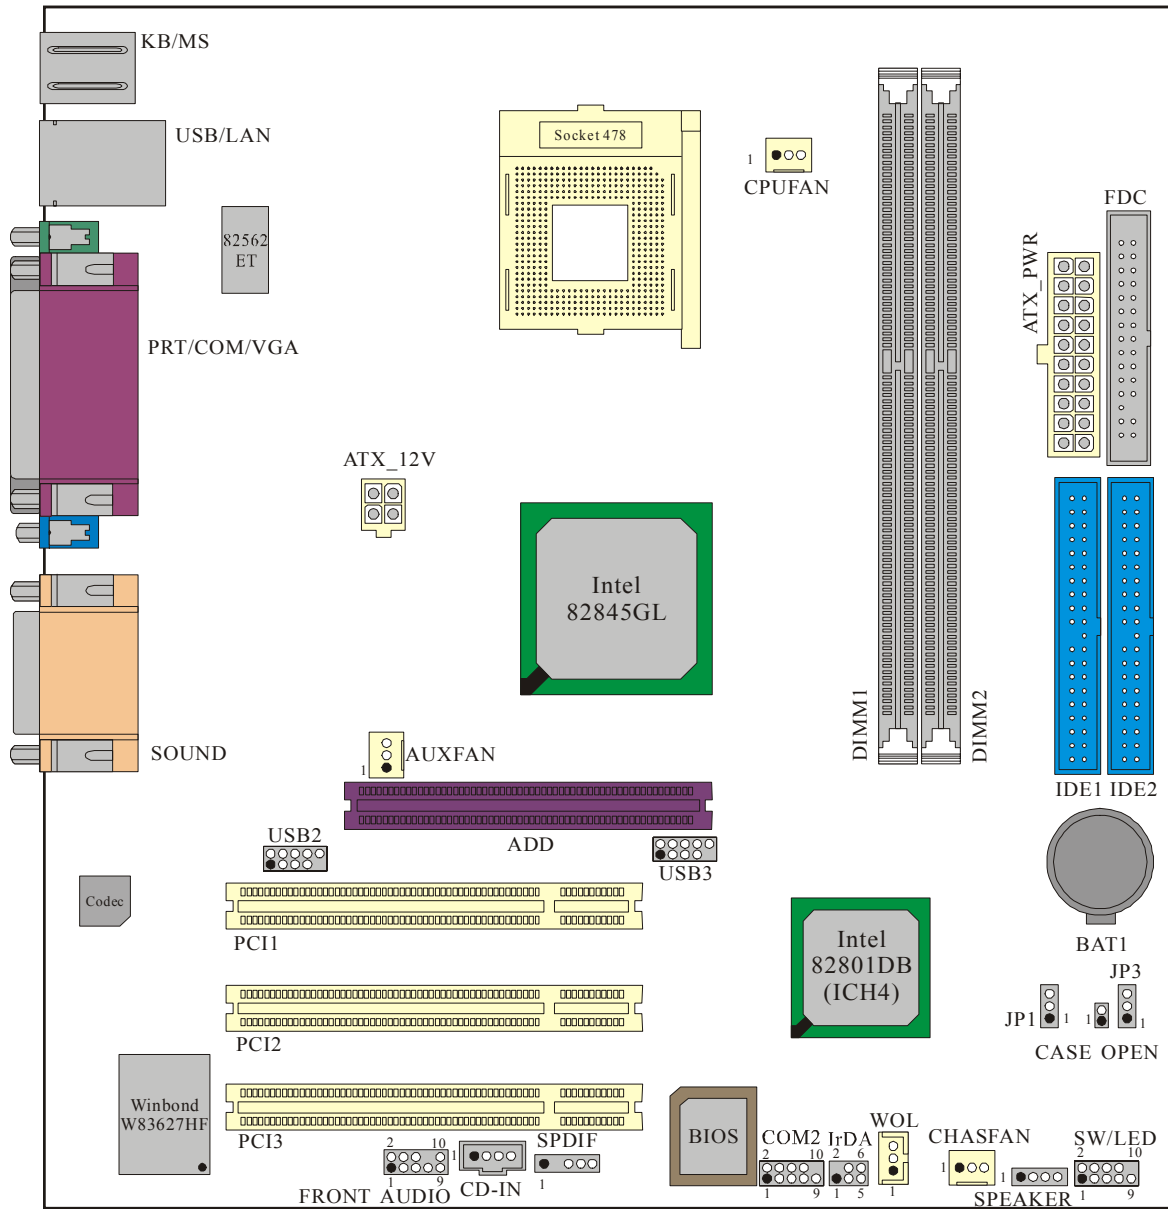 KB/MS
USB/LAN
Socket 478
1
CPUFAN
FDC
82562
ET
ATX_PWR
PRT/COM/VGA
ATX_12V
Intel
82845GL
DIMM1
DIMM2
SOUND
1
AUXFAN
IDE1 IDE2
USB2
ADD
USB3
Codec
PCI1
Intel
82801DB
(ICH4)
BAT1
JP3
JP1 1
1
1
PCI2
CASE OPEN
Winbond
W83627HF
PCI3
2 10
1 9
FRONT AUDIO
1
CD-IN
SPDIF
1
BIOS
COM2
2 10
1 9
IrDA
2 6
1 5
WOL
1
CHASFAN
1
1
SPEAKER
SW/LED
2 10
1 9